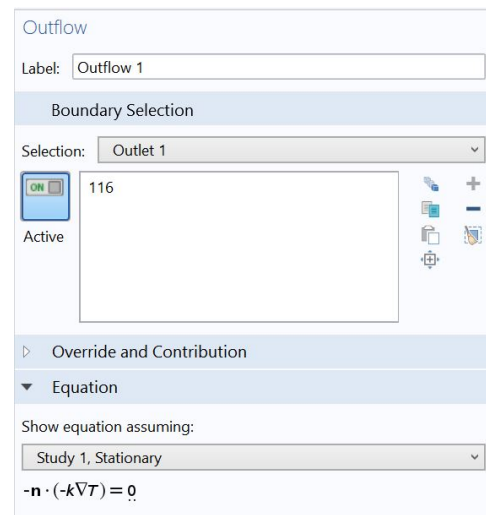 Outflow
Label: Outflow 1
Boundary Selection
Selection: Outlet 1
ON
116
Active
Override and Contribution
Equation
Show equation assuming:
Study 1, Stationary
-n · (-k∇T) = 0